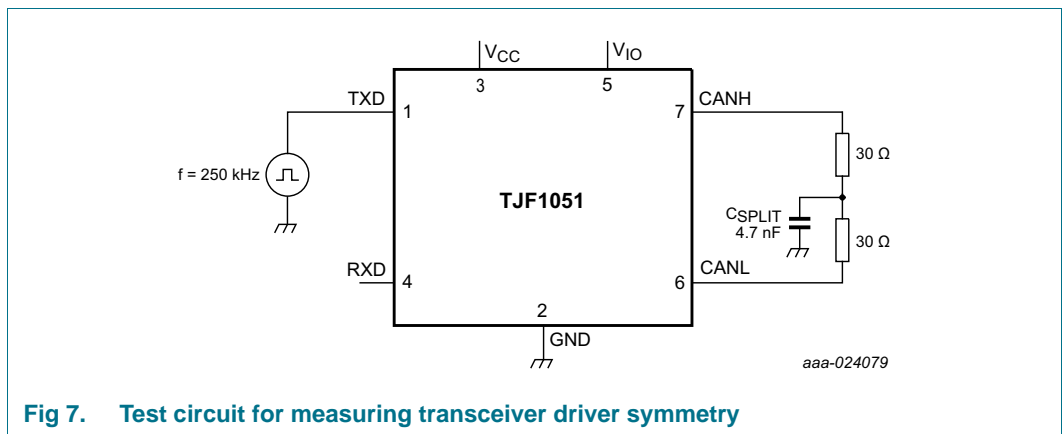 VCC
VIO
3
5
TXD
1
7
CANH
30 Ω
f = 250 kHz
TJF1051
CSPLIT
4.7 nF
30 Ω
RXD
4
6
CANL
2
GND
aaa-024079
Fig 7. Test circuit for measuring transceiver driver symmetry